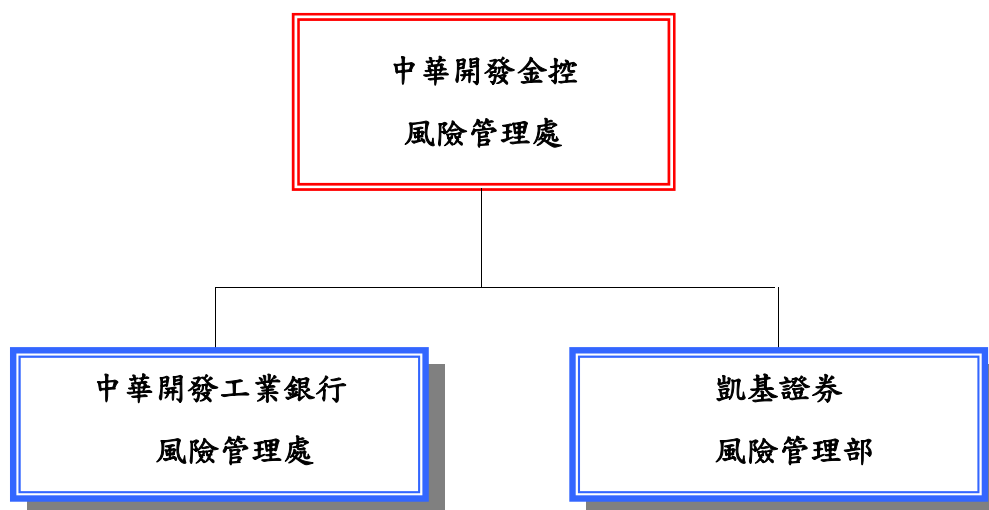 中華開發金控
風險管理處
中華開發工業銀行
風險管理處
凱基證券
風險管理部